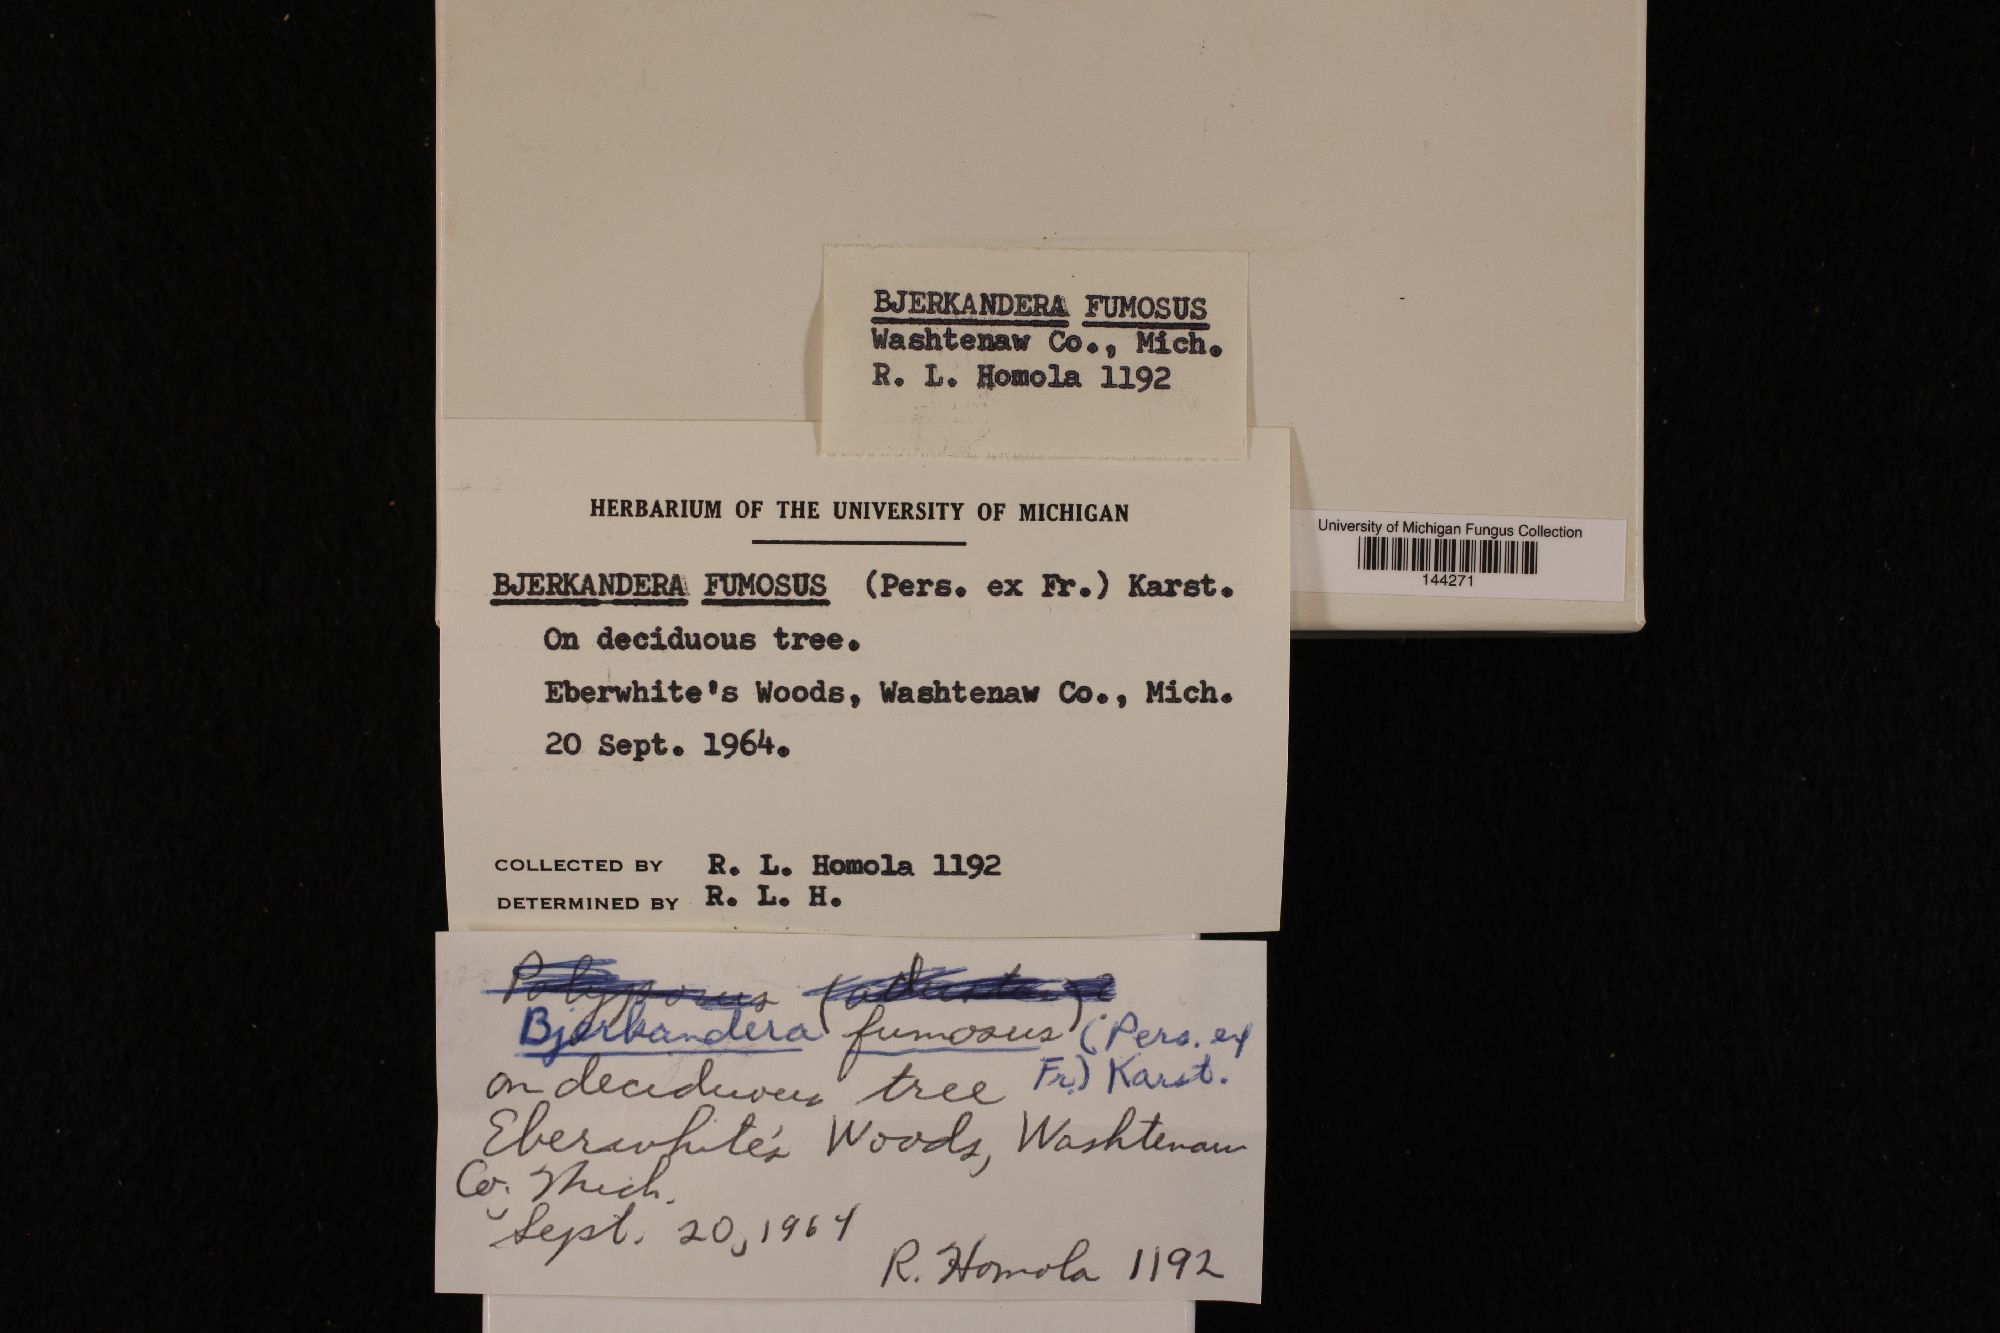 BJERKANDERA FUMOSUS
Washtenaw Co., Mich.
R. L. Homola 1192
HERBARIUM OF THE UNIVERSITY OF MICHIGAN
BJERKANDERA FUMOSUS (Pers. ex Fr.) Karst.
On deciduous tree.
Eberwhite's Woods, Washtenaw Co., Mich.
20 Sept. 1964.
COLLECTED BY R. L. Homola 1192
DETERMINED BY R. L. H.
University of Michigan Fungus Collection
144271
Polyporus
Bjerkandera (fumosus) (Pers. ex
Fr.) Karst.
on deciduous tree
Eberwhite's Woods, Washtenaw
Co., Mich.
Sept. 20, 1964
R. Homola 1192